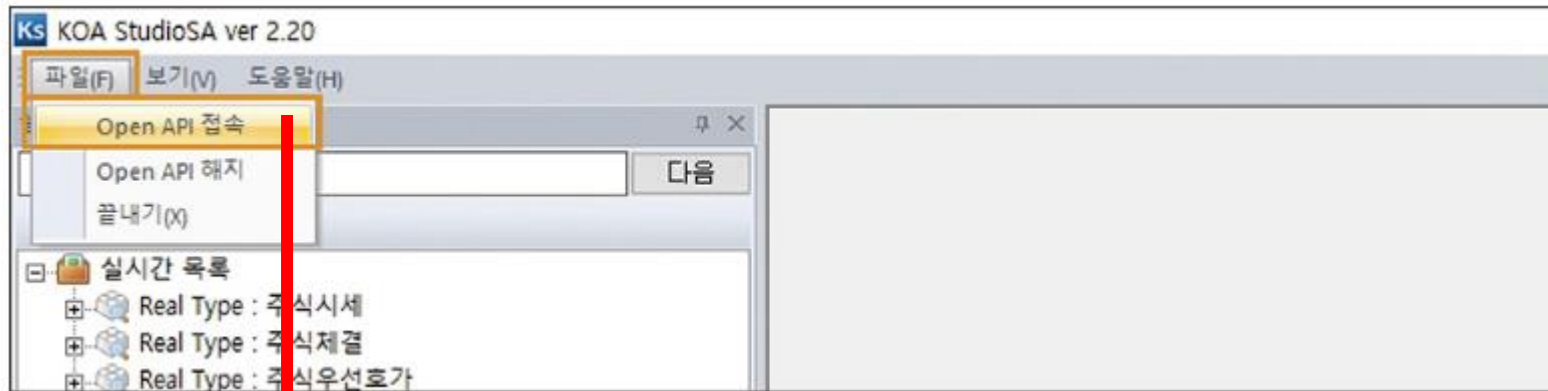 Ks KOA StudioSA ver 2.20
파일(F) 보기(V) 도움말(H)
Open API 접속
Open API 해지
다음
끝내기(X)
실시간 목록
Real Type : 주식시세
Real Type : 주식체결
Real Type : 주식우선호가